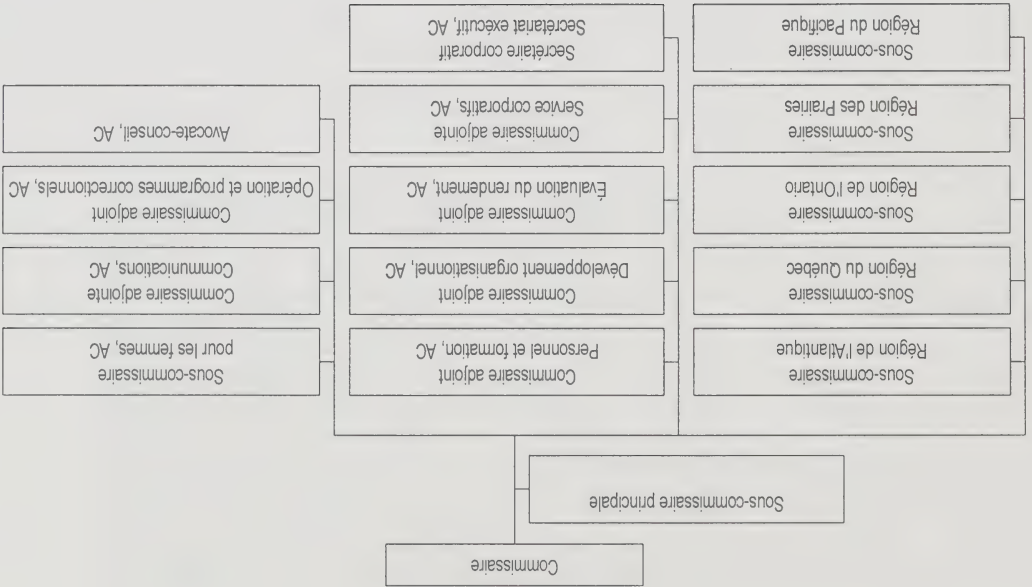 Commissaire
Sous-commissaire principale
Sous-commissaire
Région de l'Atlantique
Sous-commissaire
Région du Québec
Sous-commissaire
Région de l'Ontario
Sous-commissaire
Région des Prairies
Sous-commissaire
Région du Pacifique
Commissaire adjoint
Personnel et formation, AC
Commissaire adjoint
Développement organisationnel, AC
Commissaire adjoint
Évaluation du rendement, AC
Commissaire adjointe
Service corporatifs, AC
Secrétaire corporatif
Secrétariat exécutif, AC
Sous-commissaire
pour les femmes, AC
Commissaire adjointe
Communications, AC
Commissaire adjoint
Opération et programmes correctionnels, AC
Avocate-conseil, AC